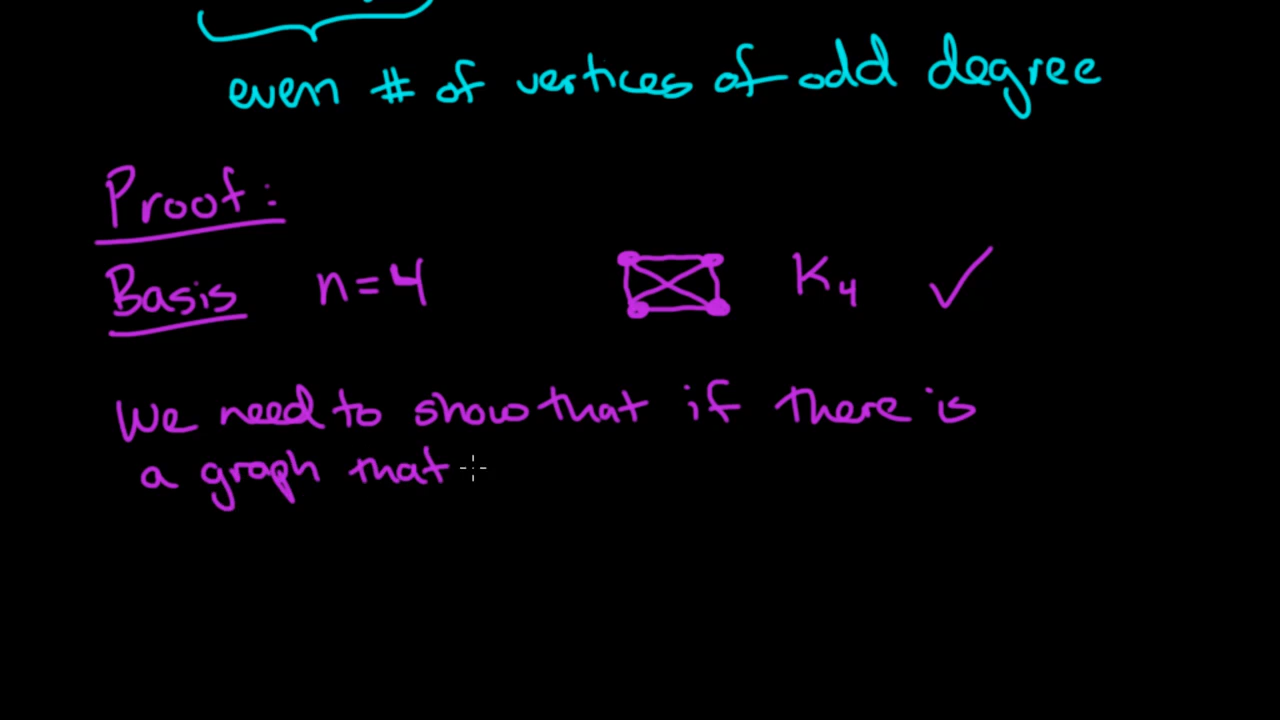 even # of vertices of odd degree
Proof:
Basis n=4 K4 ✓
We need to show that if there is
a graph that